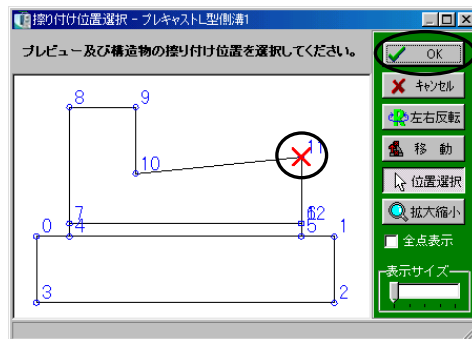 擦り付け位置選択 - プレキャストL型側溝1
プレビュー及び構造物の擦り付け位置を選択してください。
OK
キャンセル
左右反転
移 動
位置選択
拡大縮小
全点表示
表示サイズ
8
9
10
11
7
12
0
4
5
1
3
2